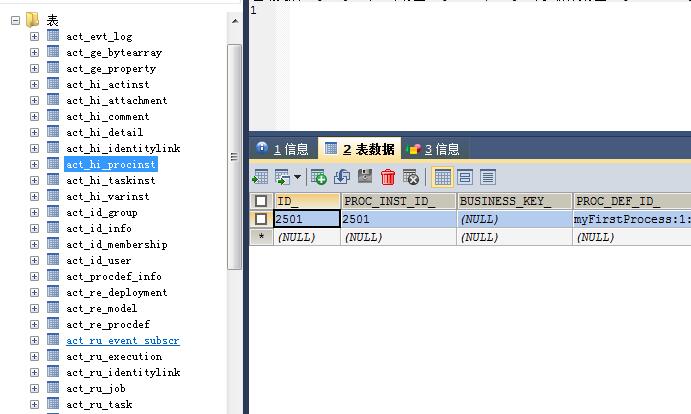 表
act_evt_log
act_ge_bytearray
act_ge_property
act_hi_actinst
act_hi_attachment
act_hi_comment
act_hi_detail
act_hi_identitylink
act_hi_procinst
act_hi_taskinst
act_hi_varinst
act_id_group
act_id_info
act_id_membership
act_id_user
act_procdef_info
act_re_deployment
act_re_model
act_re_procdef
act_ru_event_subscr
act_ru_execution
act_ru_identitylink
act_ru_job
act_ru_task
1
1 信息 2 表数据 3 信息
ID_ PROC_INST_ID_ BUSINESS_KEY_ PROC_DEF_ID_
2501 2501 (NULL) myFirstProcess:1:
* (NULL) (NULL) (NULL) (NULL)